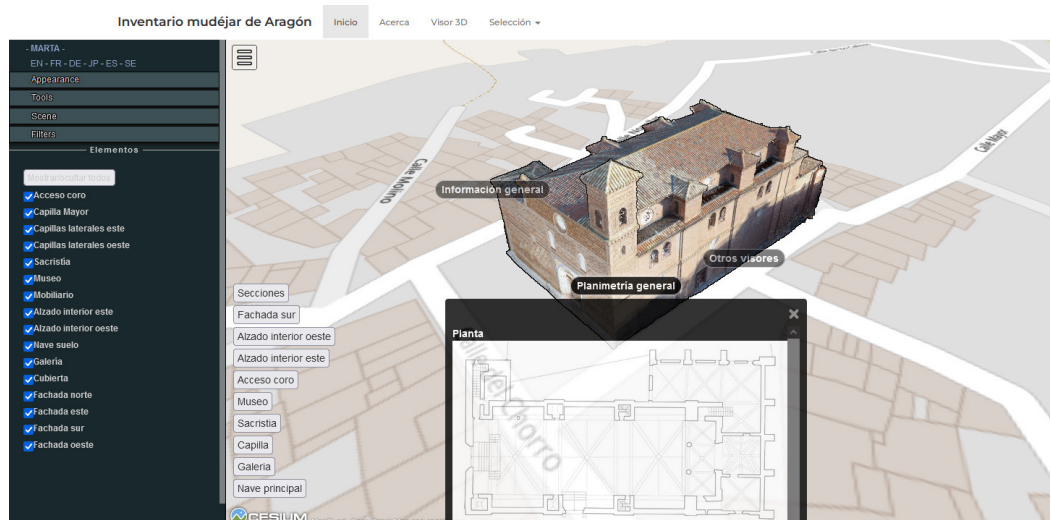 Inventario mudéjar de Aragón
Inicio
Acerca
Visor 3D
Selección
- MARTA -
EN - FR - DE - JP - ES - SE
Appearance
Tools
Scene
Filters
Elementos
Mostrar/ocultar todos
Acceso coro
Capilla Mayor
Capillas laterales este
Capillas laterales oeste
Sacristía
Museo
Mobiliario
Alzado interior este
Alzado interior oeste
Nave suelo
Galería
Cubierta
Fachada norte
Fachada este
Fachada sur
Fachada oeste
Calle Molino
Calle Mayor
Información general
Otros visores
Planimetría general
Secciones
Fachada sur
Alzado interior oeste
Alzado interior este
Acceso coro
Museo
Sacristia
Capilla
Galeria
Nave principal
Planta
Calle del Chorro
CESIUM